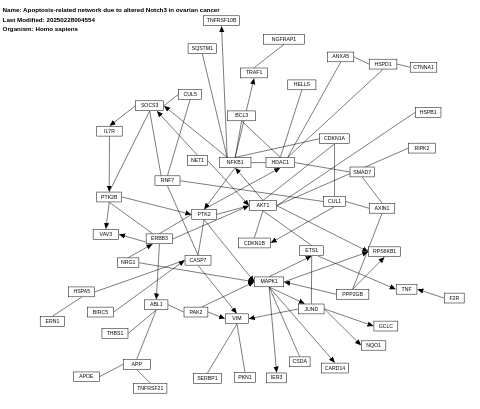 Name: Apoptosis-related network due to altered Notch3 in ovarian cancer
Last Modified: 20250228004554
TNFRSF10B
Organism: Homo sapiens
NGFRAP1
SQSTM1
ANXA5
HSPD1
CTNNA1
TRAF1
HELLS
CUL5
SOCS3
HSPB1
BCL3
IL7R
CDKN1A
RIPK2
NET1
NFKB1
HDAC1
SMAD7
RNF7
PTK2B
CUL1
AKT1
AXIN1
PTK2
VAV3
ERBB3
CDKN1B
ETS1
RPS6KB1
NRG1
CASP7
MAPK1
HSPA5
TNF
PPP2GB
F2R
ABL1
BIRC5
PAK2
JUND
ERN1
VIM
GCLC
THBS1
NQO1
CSDA
APP
CARD14
APOE
SERBP1
PKN1
IER3
TNFRSF21